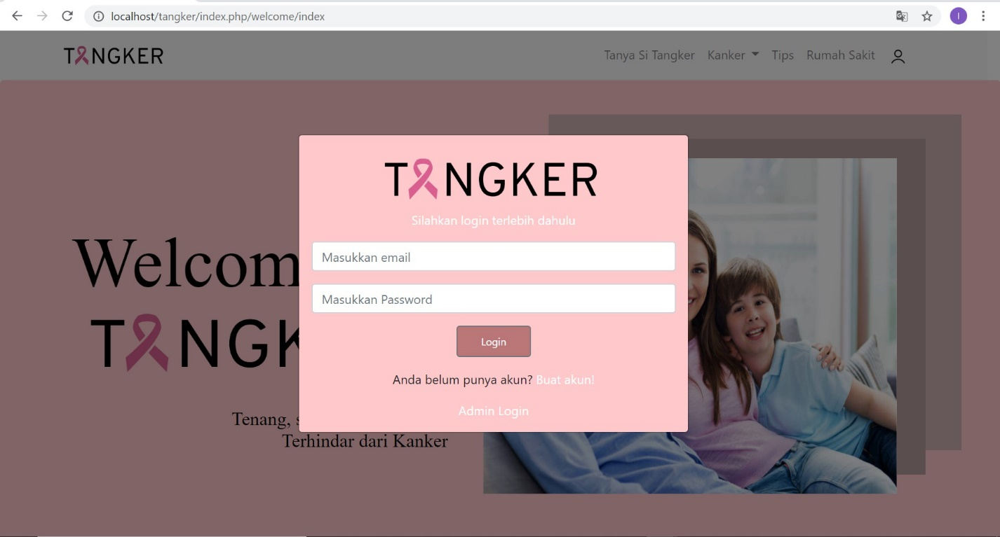 localhost/tangker/index.php/welcome/index
I
TANGKER
Tanya Si Tangker Kanker Tips Rumah Sakit
TANGKER
Silahkan login terlebih dahulu
Masukkan email
Masukkan Password
Login
Anda belum punya akun? Buat akun!
Admin Login
Welcom
TANGK
Tenang, s
Terhindar dari Kanker